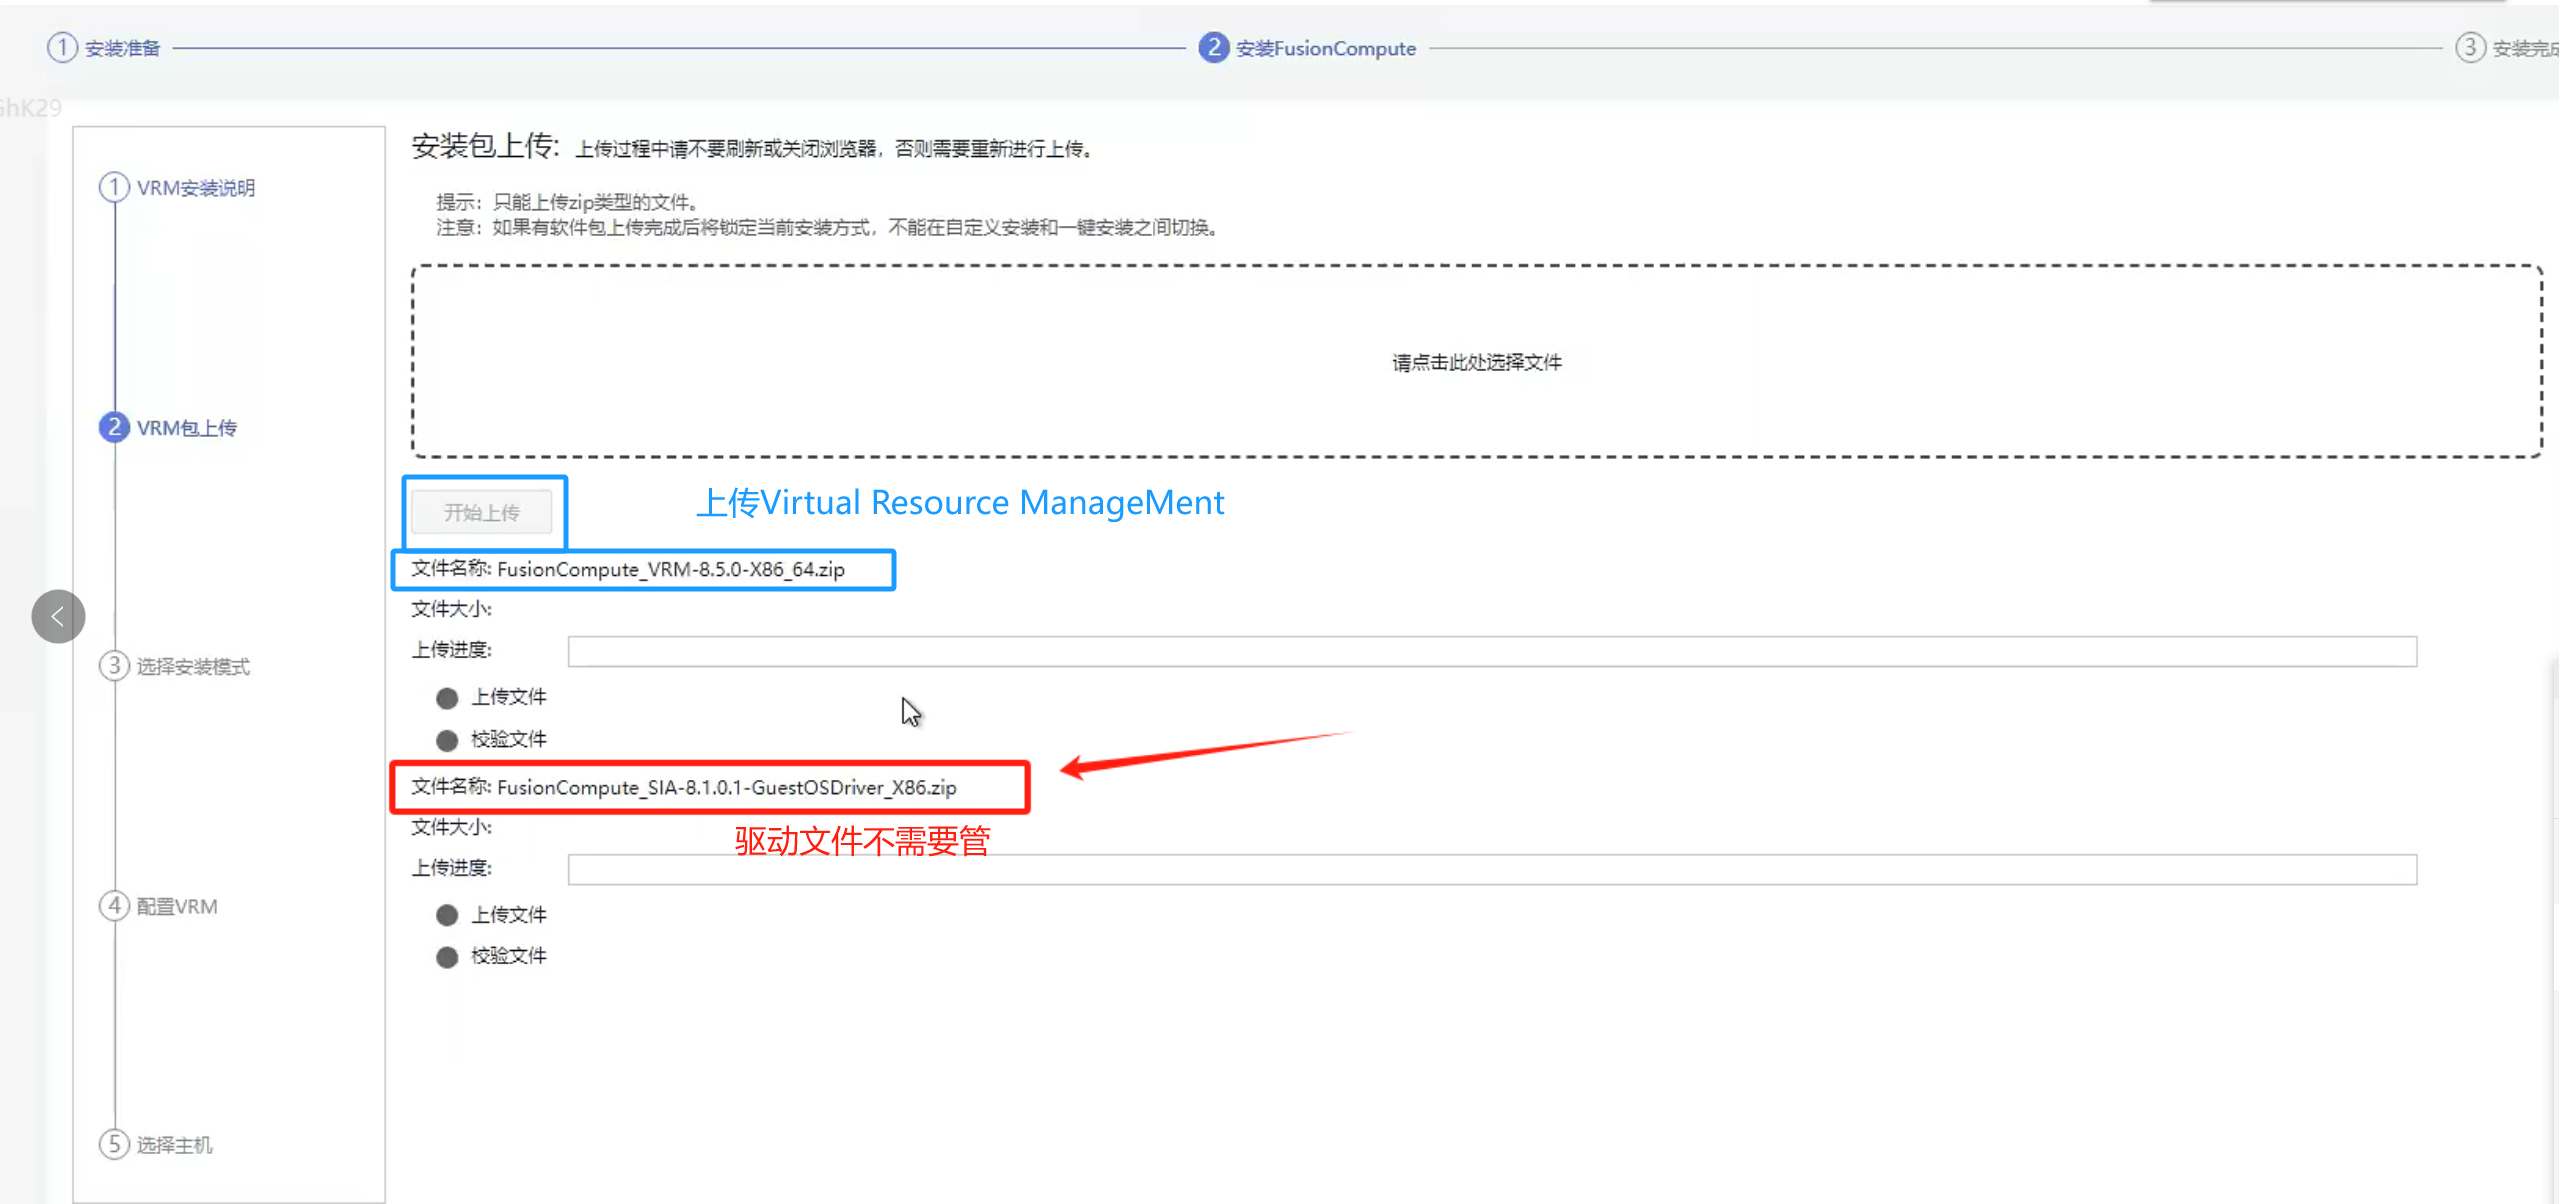 ① 安装准备
② 安装FusionCompute
③ 安装完成
GhK29
① VRM安装说明
② VRM包上传
③ 选择安装模式
④ 配置VRM
⑤ 选择主机
安装包上传: 上传过程中请不要刷新或关闭浏览器，否则需要重新进行上传。
提示：只能上传zip类型的文件。
注意：如果有软件包上传完成后将锁定当前安装方式，不能在自定义安装和一键安装之间切换。
请点击此处选择文件
开始上传
上传Virtual Resource ManageMent
文件名称: FusionCompute_VRM-8.5.0-X86_64.zip
文件大小:
上传进度:
上传文件
校验文件
文件名称: FusionCompute_SIA-8.1.0.1-GuestOSDriver_X86.zip
文件大小:
驱动文件不需要管
上传进度:
上传文件
校验文件